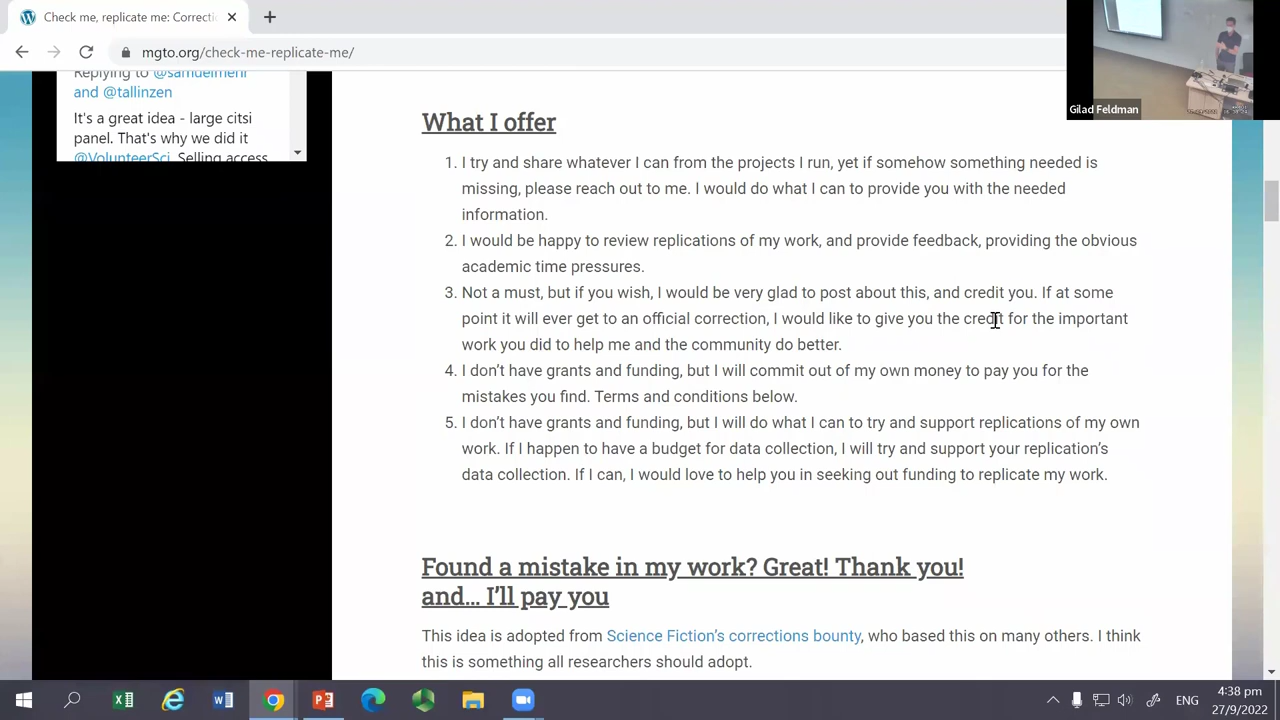 Check me, replicate me: Correcti
mgto.org/check-me-replicate-me/
Gilad Feldman
Replying to @samuelmehr
and @tallinzen
It's a great idea - large citsi
panel. That's why we did it
@VolunteerSci. Selling access
What I offer
1. I try and share whatever I can from the projects I run, yet if somehow something needed is
missing, please reach out to me. I would do what I can to provide you with the needed
information.
2. I would be happy to review replications of my work, and provide feedback, providing the obvious
academic time pressures.
3. Not a must, but if you wish, I would be very glad to post about this, and credit you. If at some
point it will ever get to an official correction, I would like to give you the credit for the important
work you did to help me and the community do better.
4. I don’t have grants and funding, but I will commit out of my own money to pay you for the
mistakes you find. Terms and conditions below.
5. I don’t have grants and funding, but I will do what I can to try and support replications of my own
work. If I happen to have a budget for data collection, I will try and support your replication’s
data collection. If I can, I would love to help you in seeking out funding to replicate my work.
Found a mistake in my work? Great! Thank you!
and… I’ll pay you
This idea is adopted from Science Fiction’s corrections bounty, who based this on many others. I think
this is something all researchers should adopt.
ENG
4:38 pm
27/9/2022